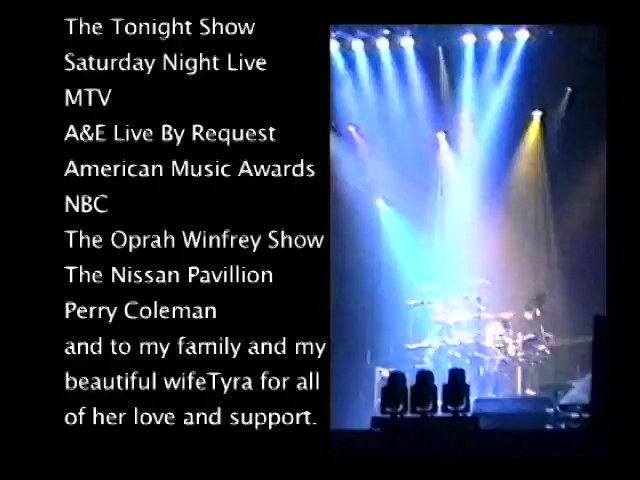 The Tonight Show
Saturday Night Live
MTV
A&E Live By Request
American Music Awards
NBC
The Oprah Winfrey Show
The Nissan Pavillion
Perry Coleman
and to my family and my
beautiful wifeTyra for all
of her love and support.